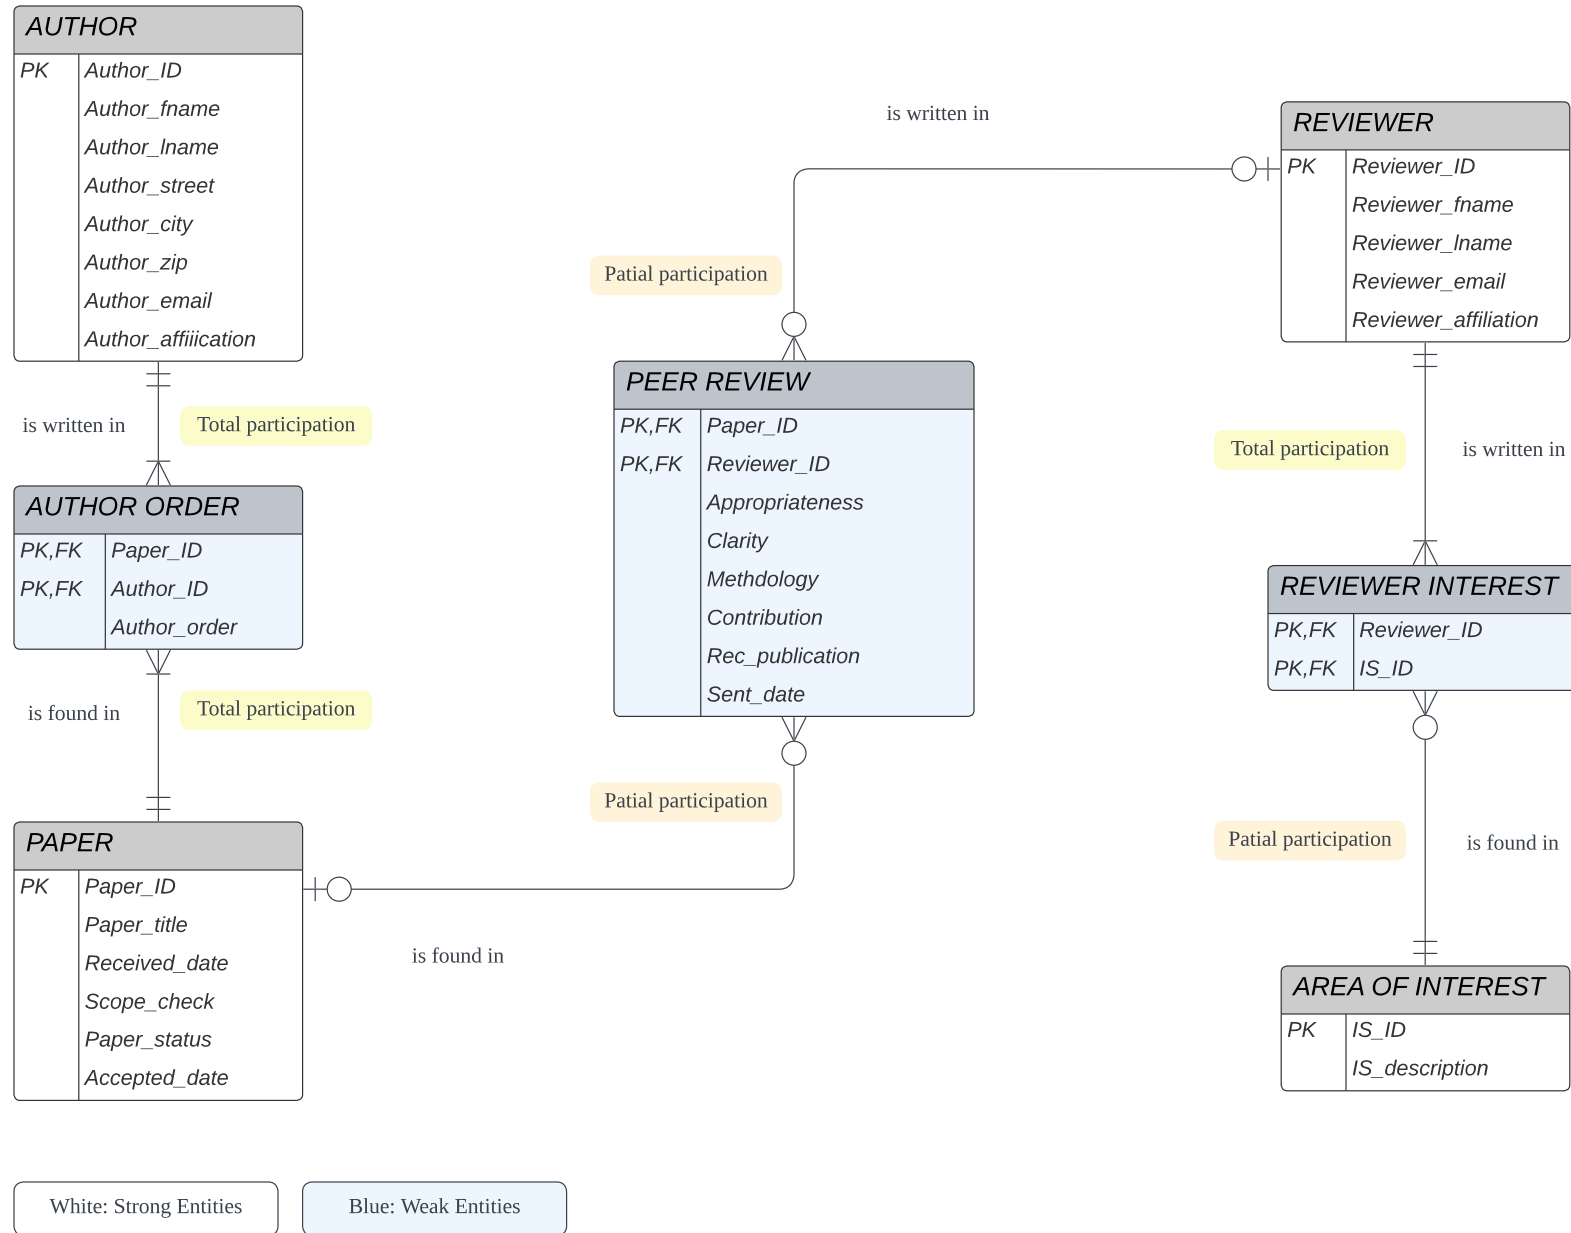 AUTHOR
PK Author_ID
Author_fname
Author_lname
Author_street
Author_city
Author_zip
Author_email
Author_affiiication
is written in
Total participation
AUTHOR ORDER
PK,FK Paper_ID
PK,FK Author_ID
Author_order
is found in
Total participation
PAPER
PK Paper_ID
Paper_title
Received_date
Scope_check
Paper_status
Accepted_date
is found in
Patial participation
PEER REVIEW
PK,FK Paper_ID
PK,FK Reviewer_ID
Appropriateness
Clarity
Methdology
Contribution
Rec_publication
Sent_date
Patial participation
is written in
REVIEWER
PK Reviewer_ID
Reviewer_fname
Reviewer_lname
Reviewer_email
Reviewer_affiliation
Total participation
is written in
REVIEWER INTEREST
PK,FK Reviewer_ID
PK,FK IS_ID
Patial participation
is found in
AREA OF INTEREST
PK IS_ID
IS_description
White: Strong Entities
Blue: Weak Entities